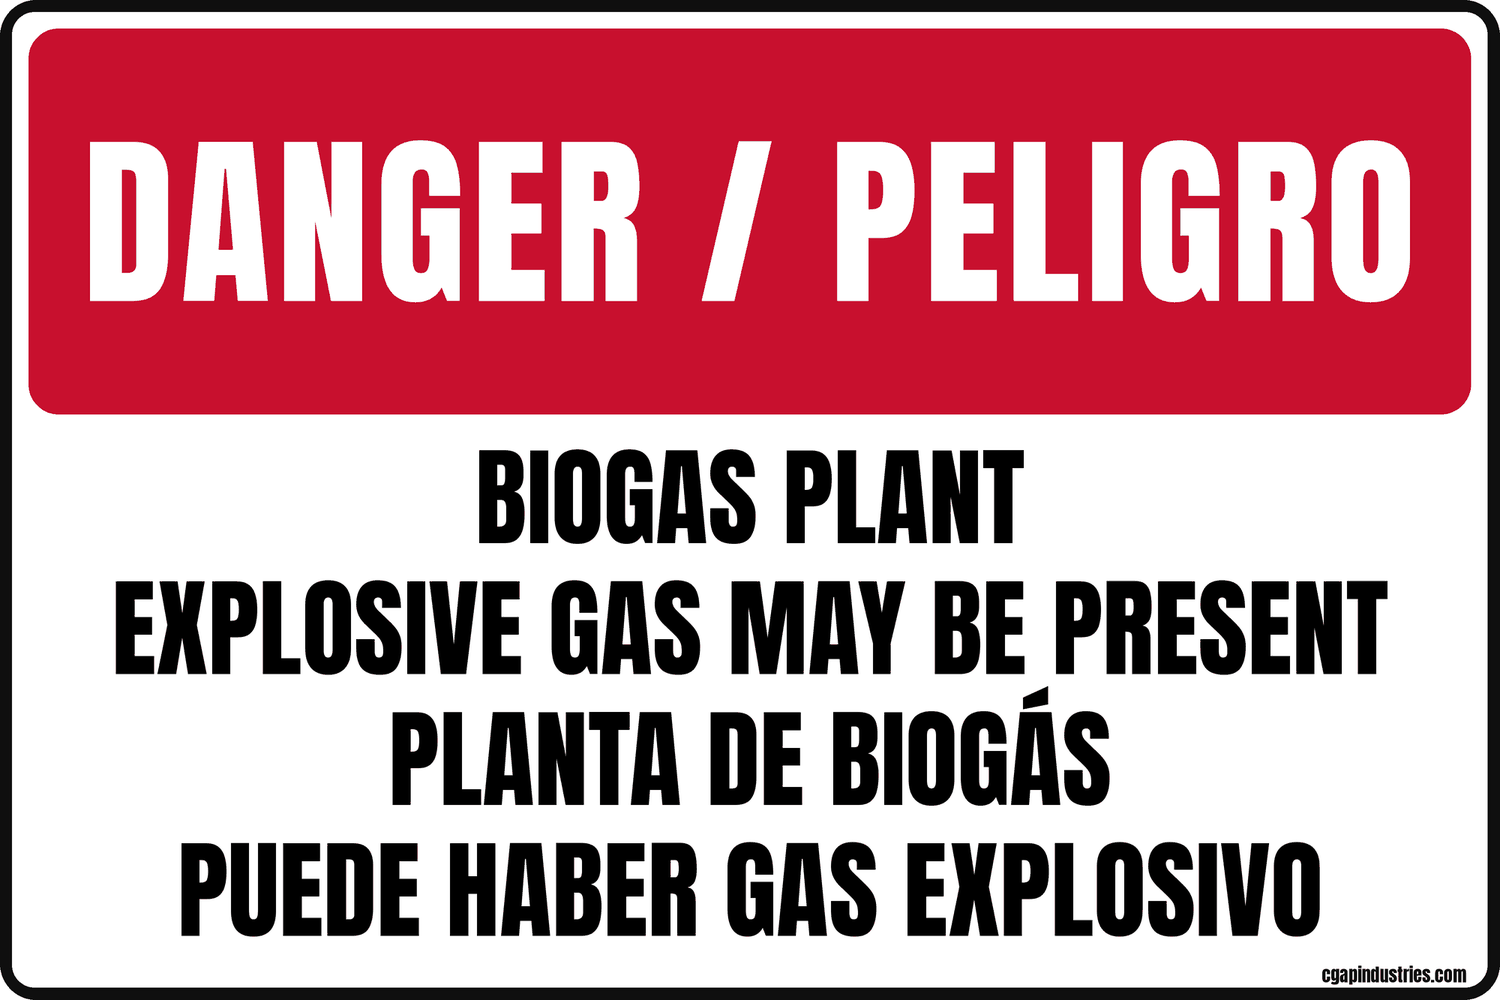 DANGER / PELIGRO
BIOGAS PLANT
EXPLOSIVE GAS MAY BE PRESENT
PLANTA DE BIOGÁS
PUEDE HABER GAS EXPLOSIVO
cgapindustries.com